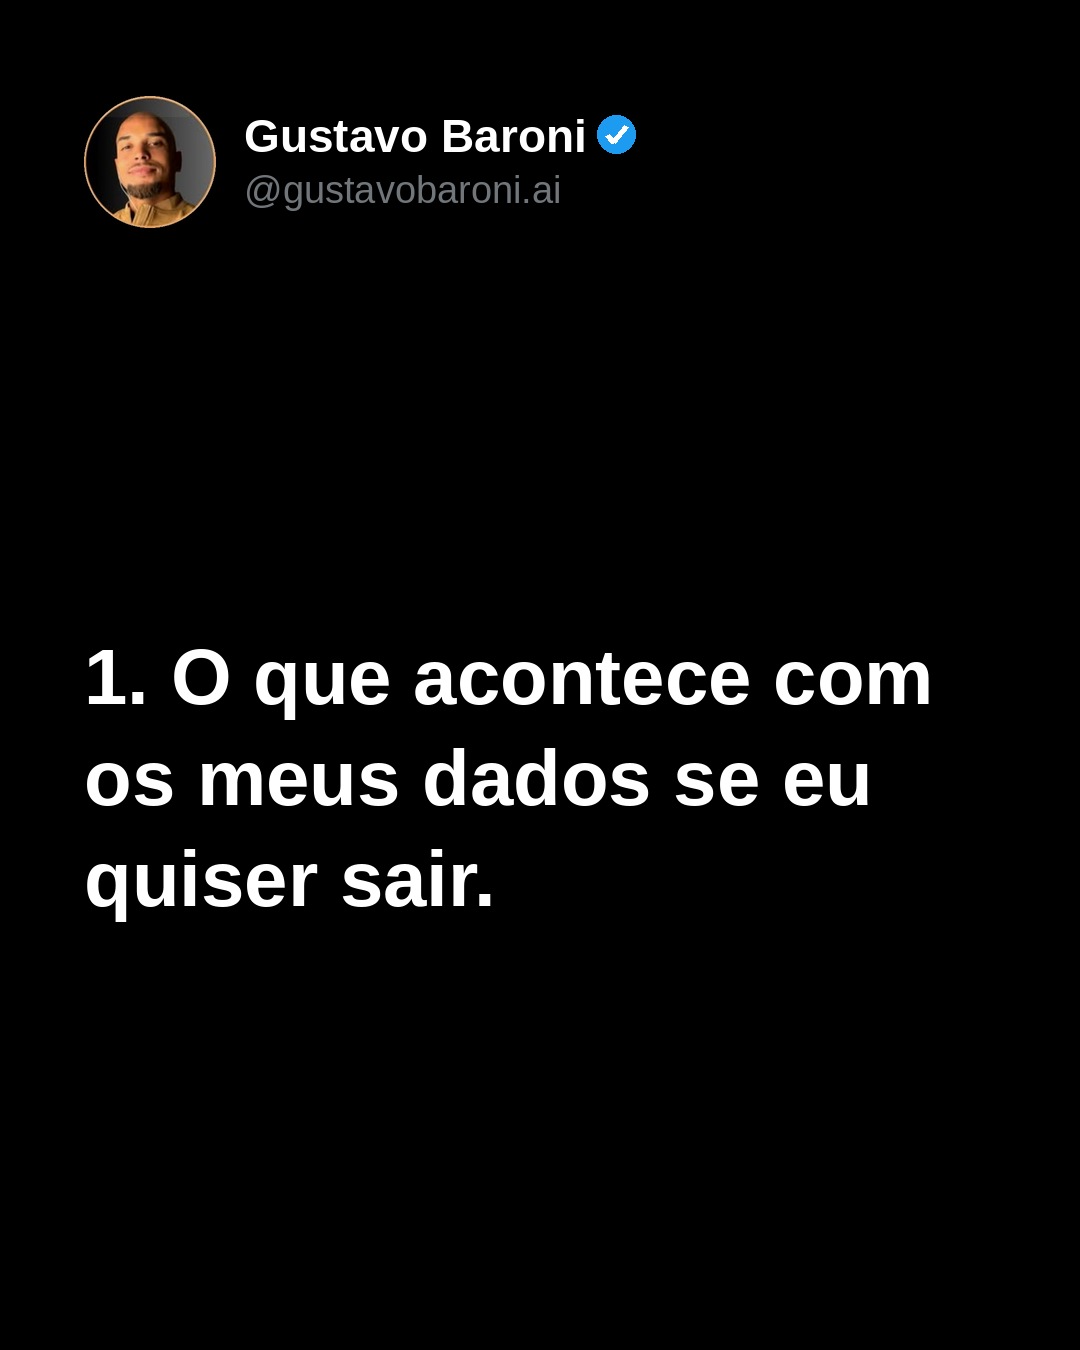 Gustavo Baroni
@gustavobaroni.ai
1. O que acontece com
os meus dados se eu
quiser sair.